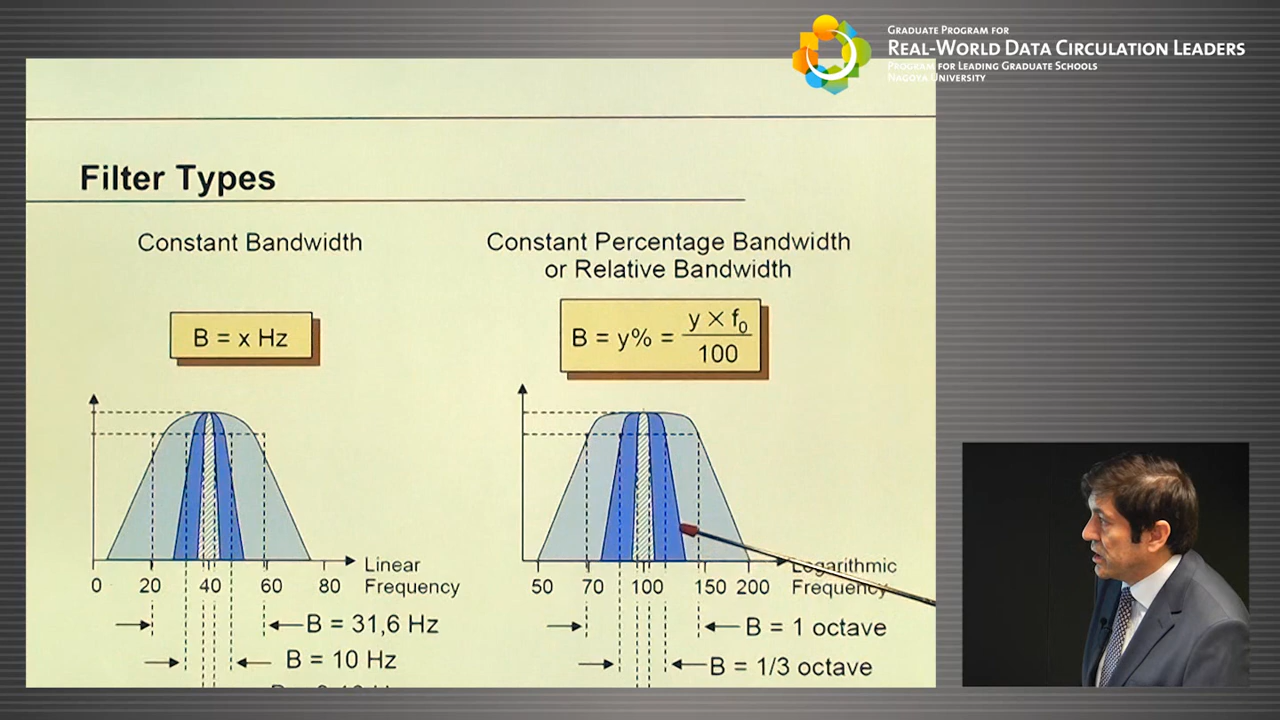 GRADUATE PROGRAM FOR
REAL-WORLD DATA CIRCULATION LEADERS
PROGRAM FOR LEADING GRADUATE SCHOOLS
NAGOYA UNIVERSITY
Filter Types
Constant Bandwidth
B = x Hz
Linear
Frequency
0 20 40 60 80
B = 31,6 Hz
B = 10 Hz
Constant Percentage Bandwidth
or Relative Bandwidth
B = y% = y × f₀ / 100
Logarithmic
Frequency
50 70 100 150 200
B = 1 octave
B = 1/3 octave